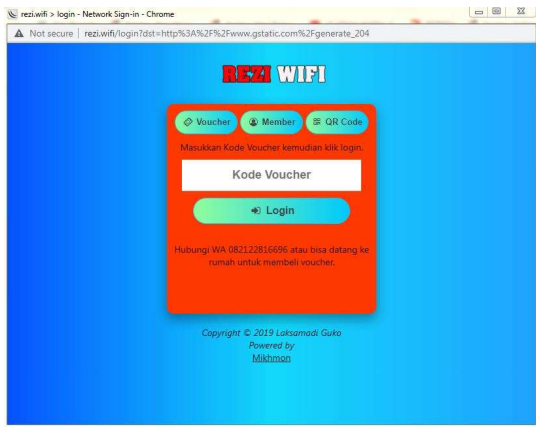 rezi.wifi > login - Network Sign-in - Chrome
Not secure | rezi.wifi/login?dst=http%3A%2F%2Fwww.gstatic.com%2Fgenerate_204
REZI WIFI
Voucher Member QR Code
Masukkan Kode Voucher kemudian klik login.
Kode Voucher
Login
Hubungi WA 082122816696 atau bisa datang ke
rumah untuk membeli voucher.
Copyright © 2019 Laksamadi Guko
Powered by
Mikhmon